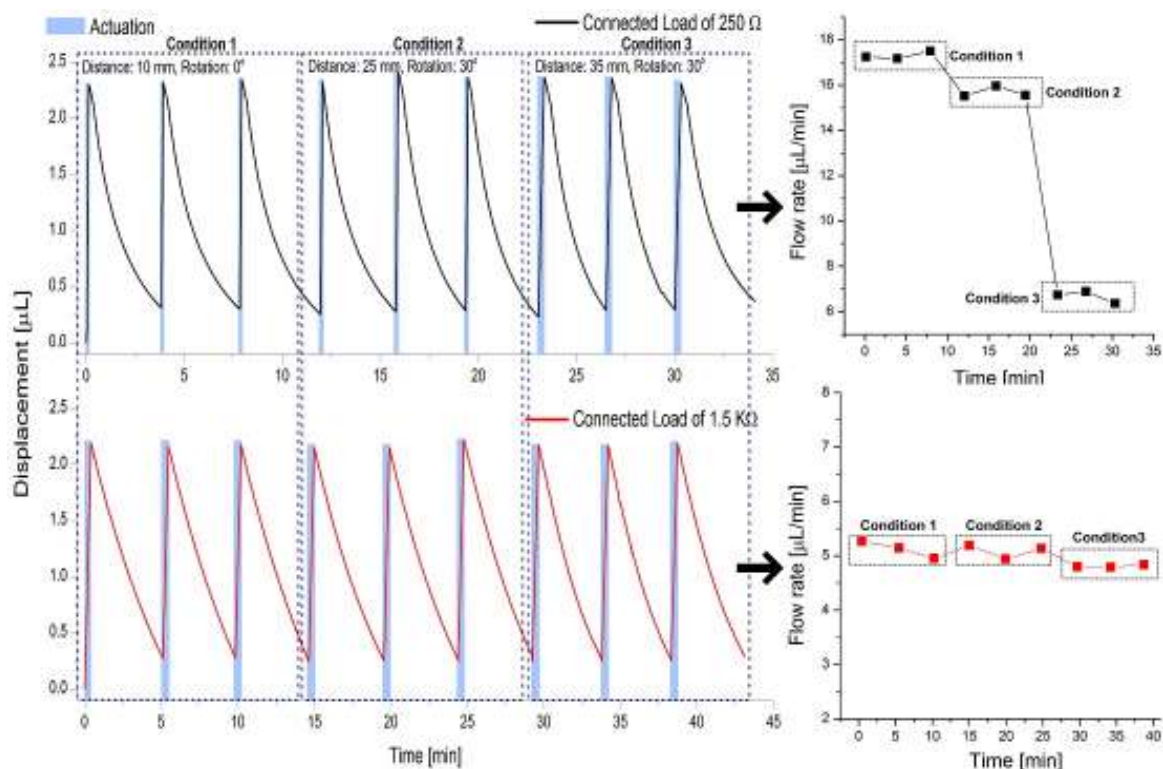 Actuation
Connected Load of 250 Ω
Condition 1
Condition 2
Condition 3
Distance: 10 mm, Rotation: 0°
Distance: 25 mm, Rotation: 30°
Distance: 35 mm, Rotation: 30°
2.5
2.0
1.5
1.0
0.5
0.0
0 5 10 15 20 25 30 35
Connected Load of 1.5 KΩ
2.5
2.0
1.5
1.0
0.5
0.0
0 5 10 15 20 25 30 35 40 45
Displacement [μL]
Time [min]
18
16
14
12
10
8
6
Flow rate [μL/min]
Condition 1
Condition 2
Condition 3
0 5 10 15 20 25 30 35
Time [min]
8
7
6
5
4
3
2
Flow rate [μL/min]
Condition 1
Condition 2
Condition3
0 5 10 15 20 25 30 35 40
Time [min]